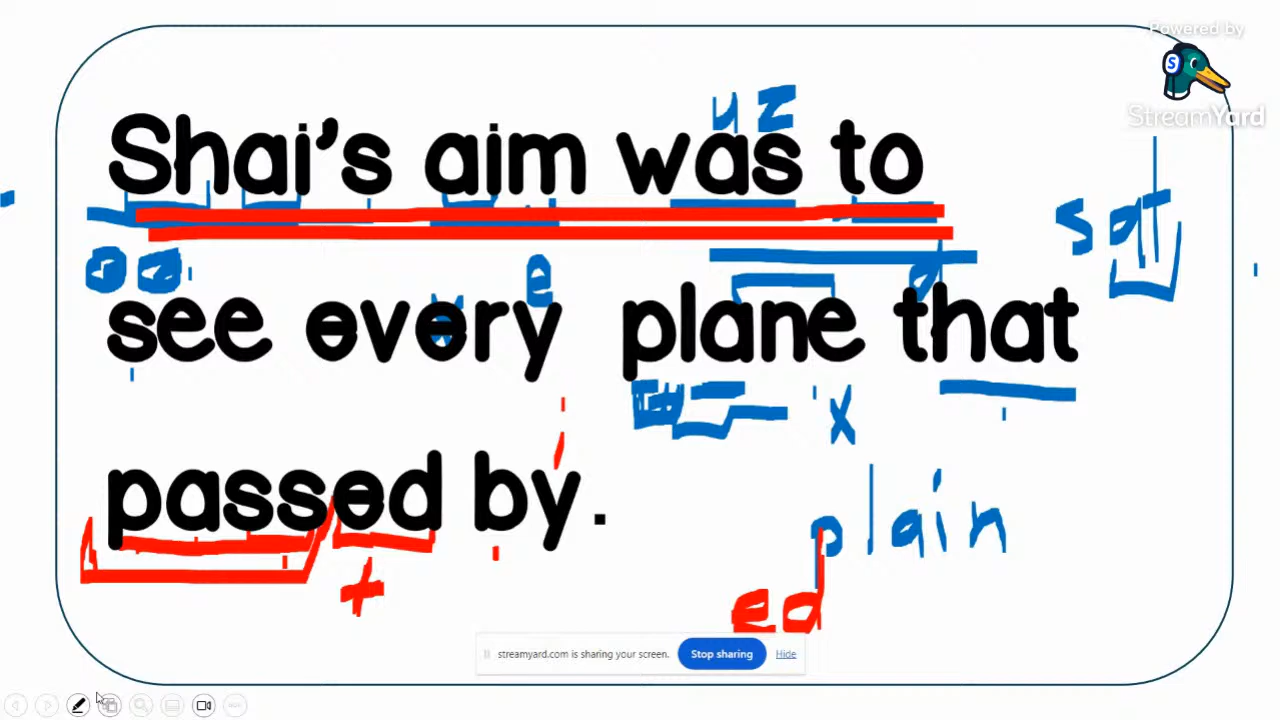 Powered by
StreamYard
u z
Shai's aim was to
sat
e
see every plane that
x
i
passed by.
plain
t
ed
streamyard.com is sharing your screen. Stop sharing Hide